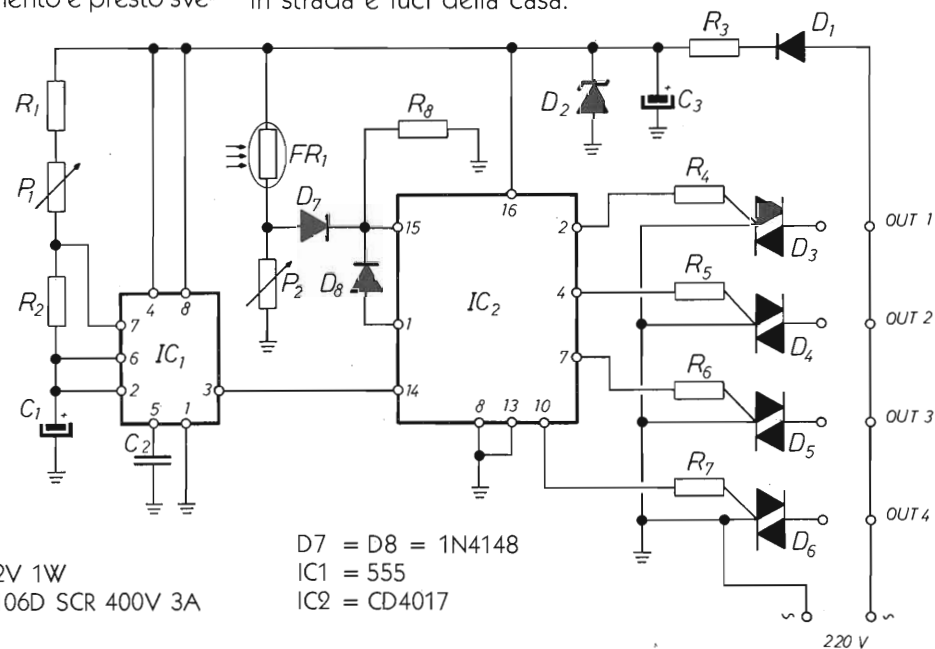 mento è presto sve-
in strada e luci della casa.
R3
D1
R1
P1
R2
C1
4
8
7
6
2
IC1
3
5
1
C2
FR1
D7
P2
D8
R8
15
1
14
IC2
16
2
4
7
8
13
10
D2
C3
R4
D3
R5
D4
R6
D5
R7
D6
OUT 1
OUT 2
OUT 3
OUT 4
220 V
2V 1W
06D SCR 400V 3A
D7 = D8 = 1N4148
IC1 = 555
IC2 = CD4017